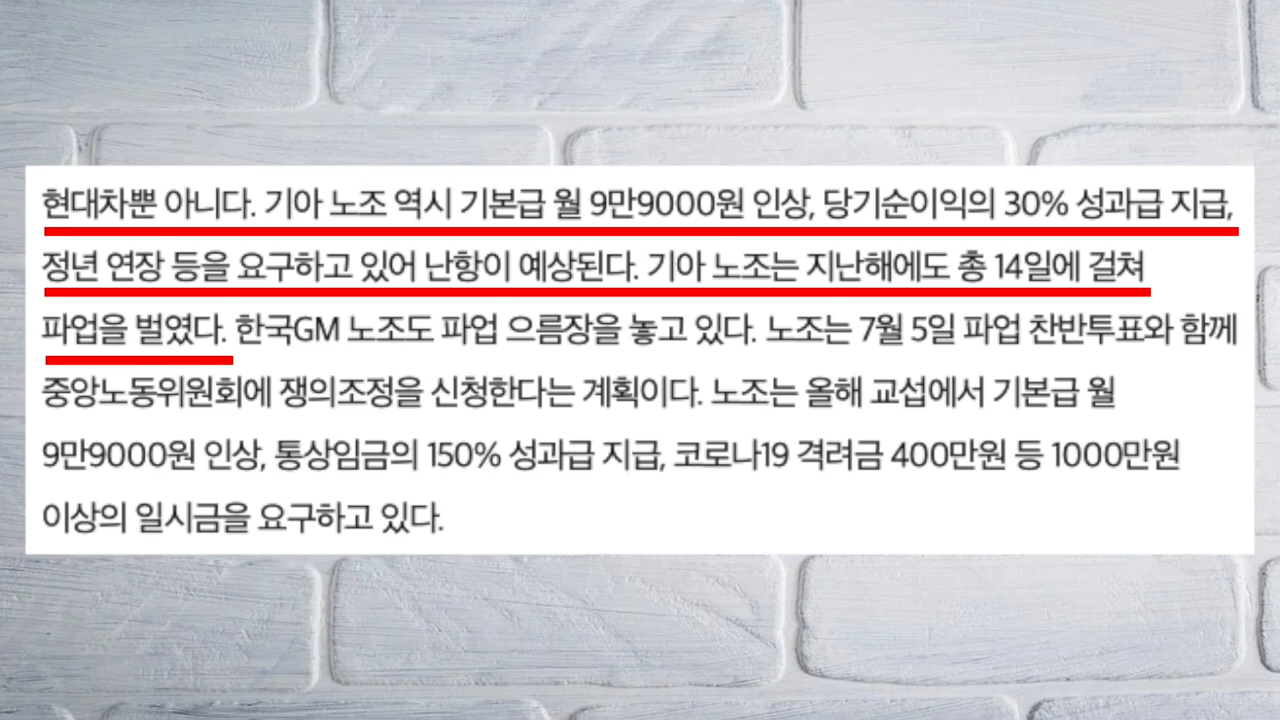 현대차뿐 아니다. 기아 노조 역시 기본급 월 9만9000원 인상, 당기순이익의 30% 성과급 지급,
정년 연장 등을 요구하고 있어 난항이 예상된다. 기아 노조는 지난해에도 총 14일에 걸쳐
파업을 벌였다. 한국GM 노조도 파업 으름장을 놓고 있다. 노조는 7월 5일 파업 찬반투표와 함께
중앙노동위원회에 쟁의조정을 신청한다는 계획이다. 노조는 올해 교섭에서 기본급 월
9만9000원 인상, 통상임금의 150% 성과급 지급, 코로나19 격려금 400만원 등 1000만원
이상의 일시금을 요구하고 있다.